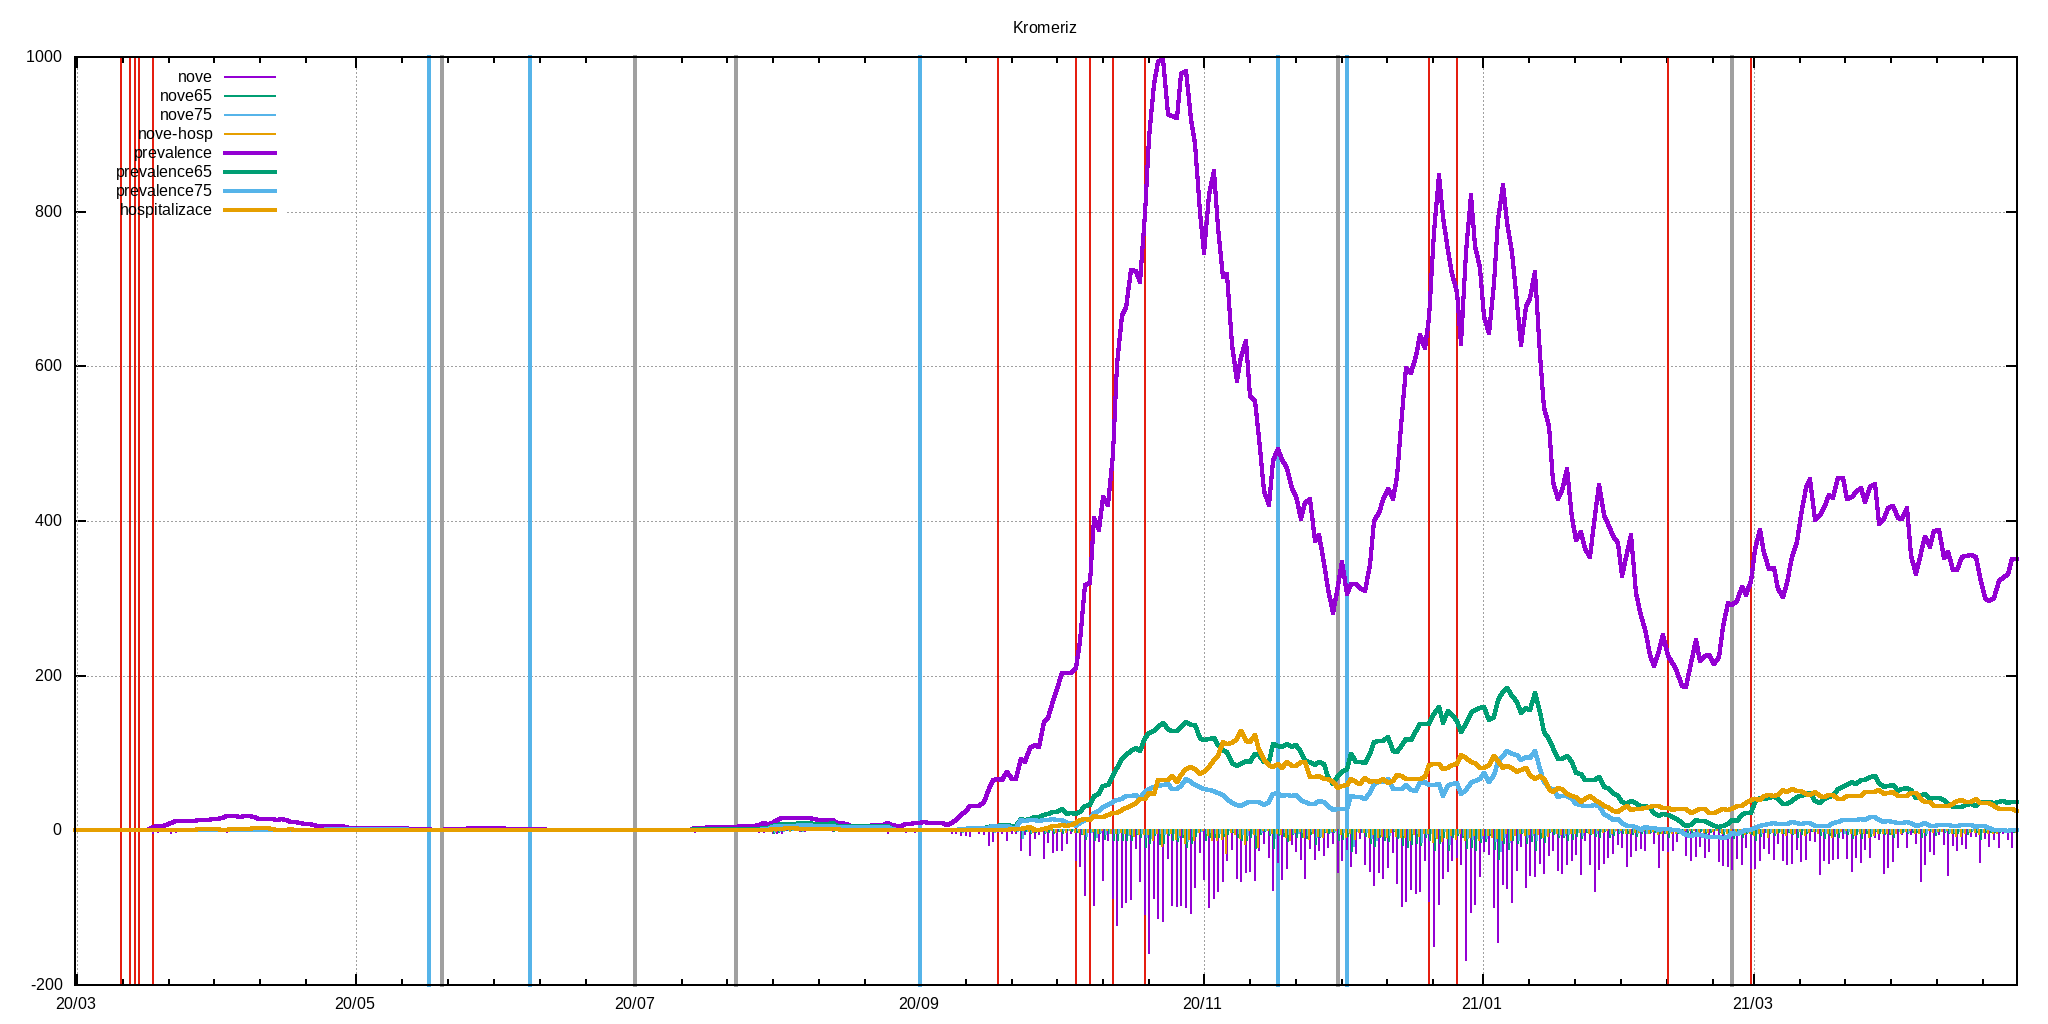 Kromeriz
1000
nove
nove65
nove75
nove-hosp
prevalence
prevalence65
prevalence75
hospitalizace
800
600
400
200
0
-200
20/03 20/05 20/07 20/09 20/11 21/01 21/03